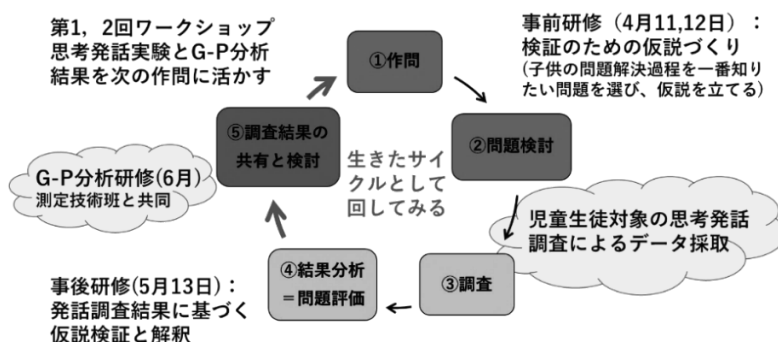 第1，2回ワークショップ
思考発話実験とG-P分析
結果を次の作問に活かす
①作問
事前研修（4月11,12日）：
検証のための仮説づくり
(子供の問題解決過程を一番知り
たい問題を選び、仮説を立てる)
⑤調査結果の
共有と検討
生きたサイ
クルとして
回してみる
②問題検討
G-P分析研修(6月)
測定技術班と共同
児童生徒対象の思考発話
調査によるデータ採取
④結果分析
＝問題評価
③調査
事後研修(5月13日)：
発話調査結果に基づく
仮説検証と解釈